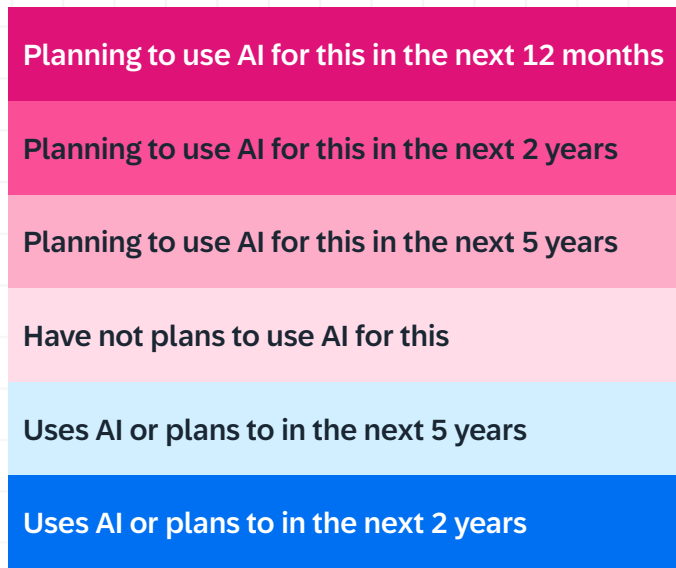 Planning to use AI for this in the next 12 months
Planning to use AI for this in the next 2 years
Planning to use AI for this in the next 5 years
Have not plans to use AI for this
Uses AI or plans to in the next 5 years
Uses AI or plans to in the next 2 years